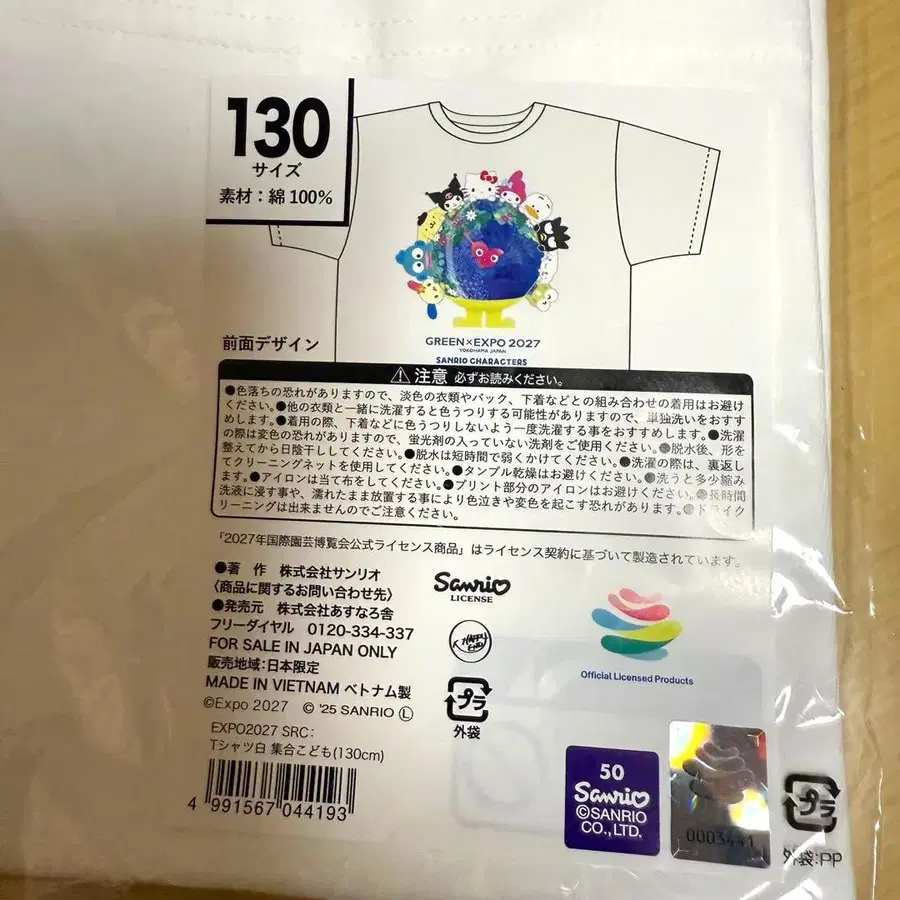 130
サイズ
素材：綿100%
前面デザイン
GREEN×EXPO 2027
YOKOHAMA JAPAN
SANRIO CHARACTERS
注意 必ずお読みください。
●色落ちの恐れがありますので、淡色の衣類やバック、下着などとの組み合わせの着用はお避け
ください。●他の衣類と一緒に洗濯すると色うつりする可能性がありますので、単独洗いをおすす
めします。●着用の際、下着などに色うつりしないよう一度洗濯する事をおすすめします。●洗濯
の際は変色の恐れがありますので、蛍光剤の入っていない洗剤をご使用ください。●脱水後、形を
整えてから日陰干ししてください。●脱水は短時間で弱くかけてください。●洗濯の際は、裏返し
てクリーニングネットを使用してください。●タンブル乾燥はお避けください。●洗うと多少縮み
ます。●アイロンは当て布をしてください。●プリント部分のアイロンはお避けください。●長時間
洗液に浸す事や、濡れたまま放置する事により色泣きや変色を起こす恐れがあります。●ドライク
リーニングは出来ませんのでご注意ください。
「2027年国際園芸博覧会公式ライセンス商品」はライセンス契約に基づいて製造されています。
●著　作　株式会社サンリオ
〈商品に関するお問い合わせ先〉
●発売元　株式会社あすなろ舎
フリーダイヤル　0120-334-337
FOR SALE IN JAPAN ONLY
販売地域：日本限定
MADE IN VIETNAM ベトナム製
©Expo 2027　© '25 SANRIO Ⓛ
EXPO2027 SRC：
Tシャツ白 集合こども(130cm)
4 991567 044193
Sanrio
LICENSE
HAPPY
END
プラ
外袋
Official Licensed Products
50
Sanrio
©SANRIO
CO., LTD.
0003441
プラ
外袋:PP